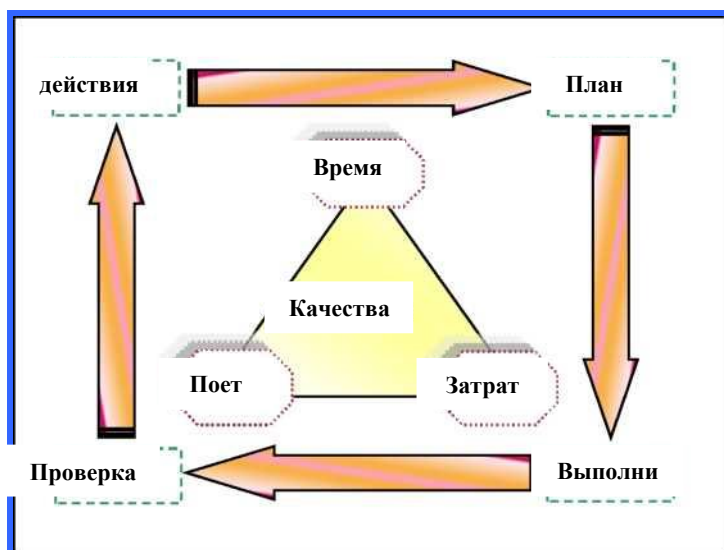 действия
План
Время
Качества
Поет
Затрат
Проверка
Выполни